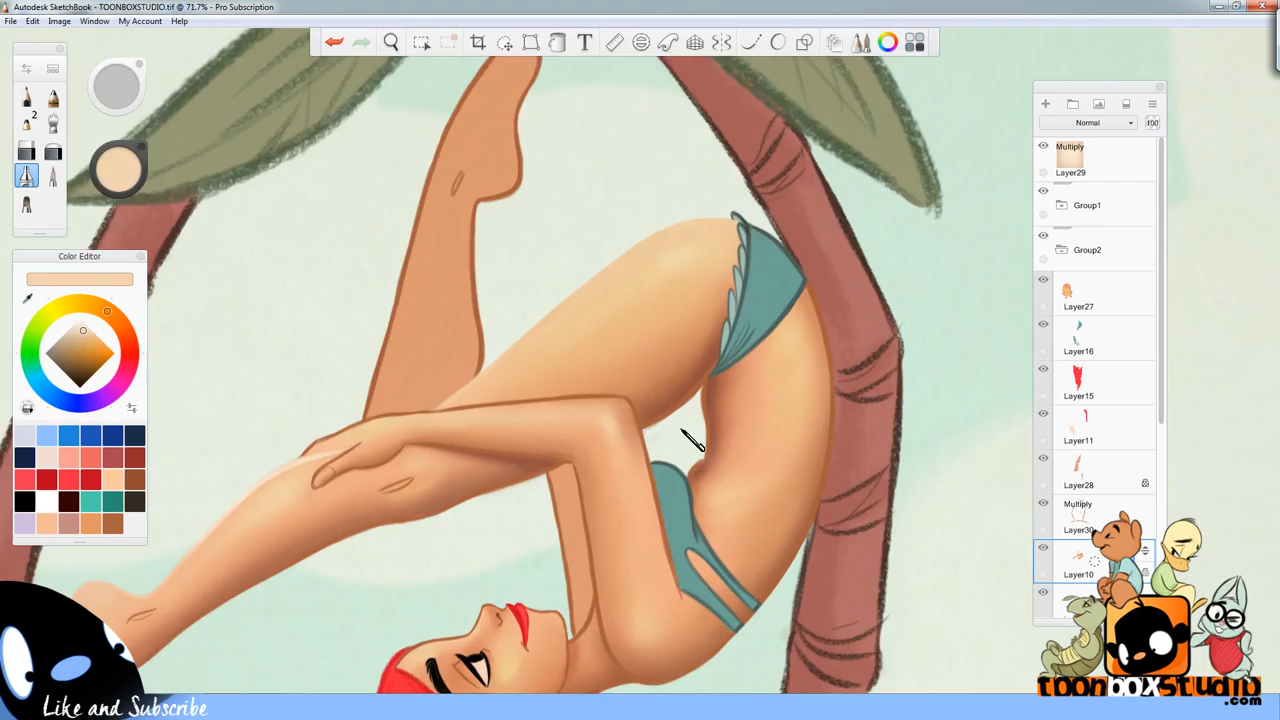 Autodesk SketchBook - TOONBOXSTUDIO.tif @ 71.7% - Pro Subscription
File Edit Image Window My Account Help
2
T
Color Editor
Normal 100
Multiply
Layer29
Group1
Group2
Layer27
Layer16
Layer15
Layer11
Layer28
Multiply
Layer30
Layer10
Like and Subscribe
toonboxstudio
.com